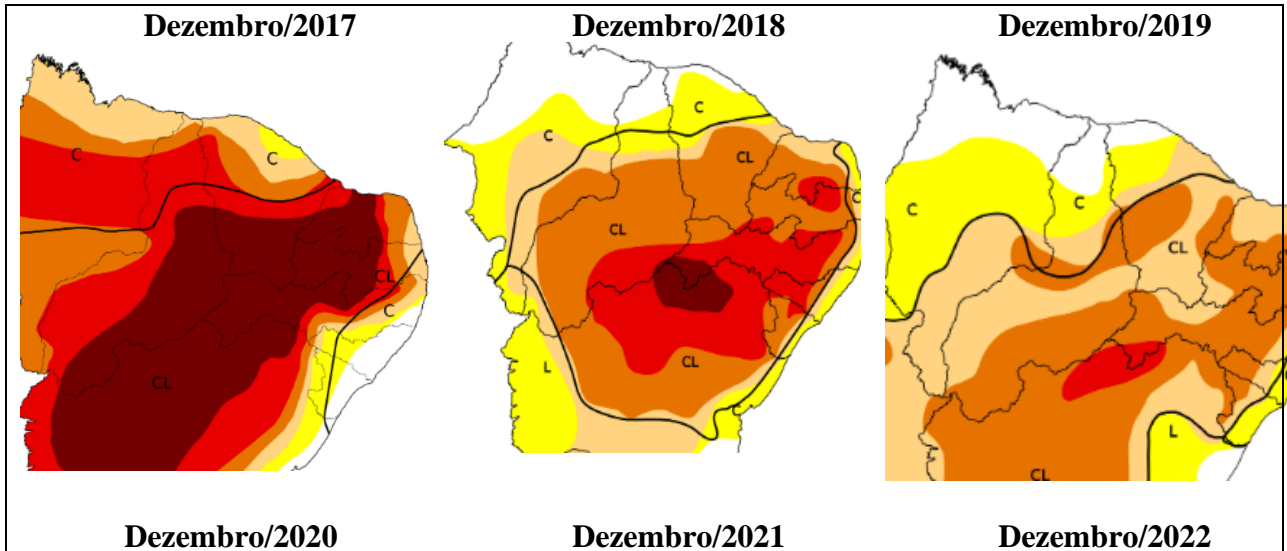 Dezembro/2017 Dezembro/2018 Dezembro/2019
C C C C CL C C CL
CL C CL C CL
CL L CL L CL
Dezembro/2020 Dezembro/2021 Dezembro/2022